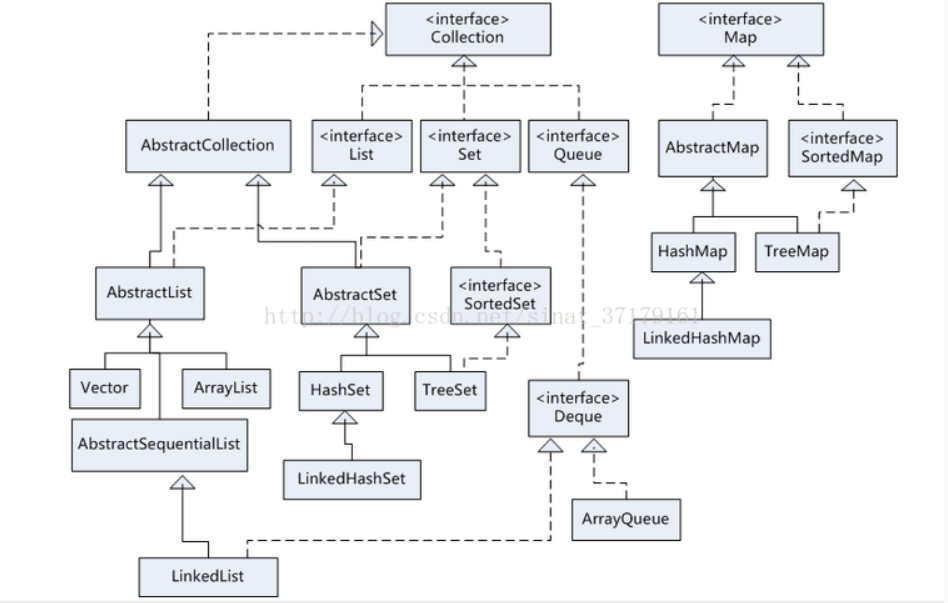 <interface>
Collection
<interface>
Map
AbstractCollection
<interface>
List
<interface>
Set
<interface>
Queue
AbstractMap
<interface>
SortedMap
HashMap
TreeMap
AbstractList
AbstractSet
<interface>
SortedSet
http://blog.csdn.net/sinat_37179161
LinkedHashMap
Vector
ArrayList
HashSet
TreeSet
<interface>
Deque
AbstractSequentialList
LinkedHashSet
ArrayQueue
LinkedList